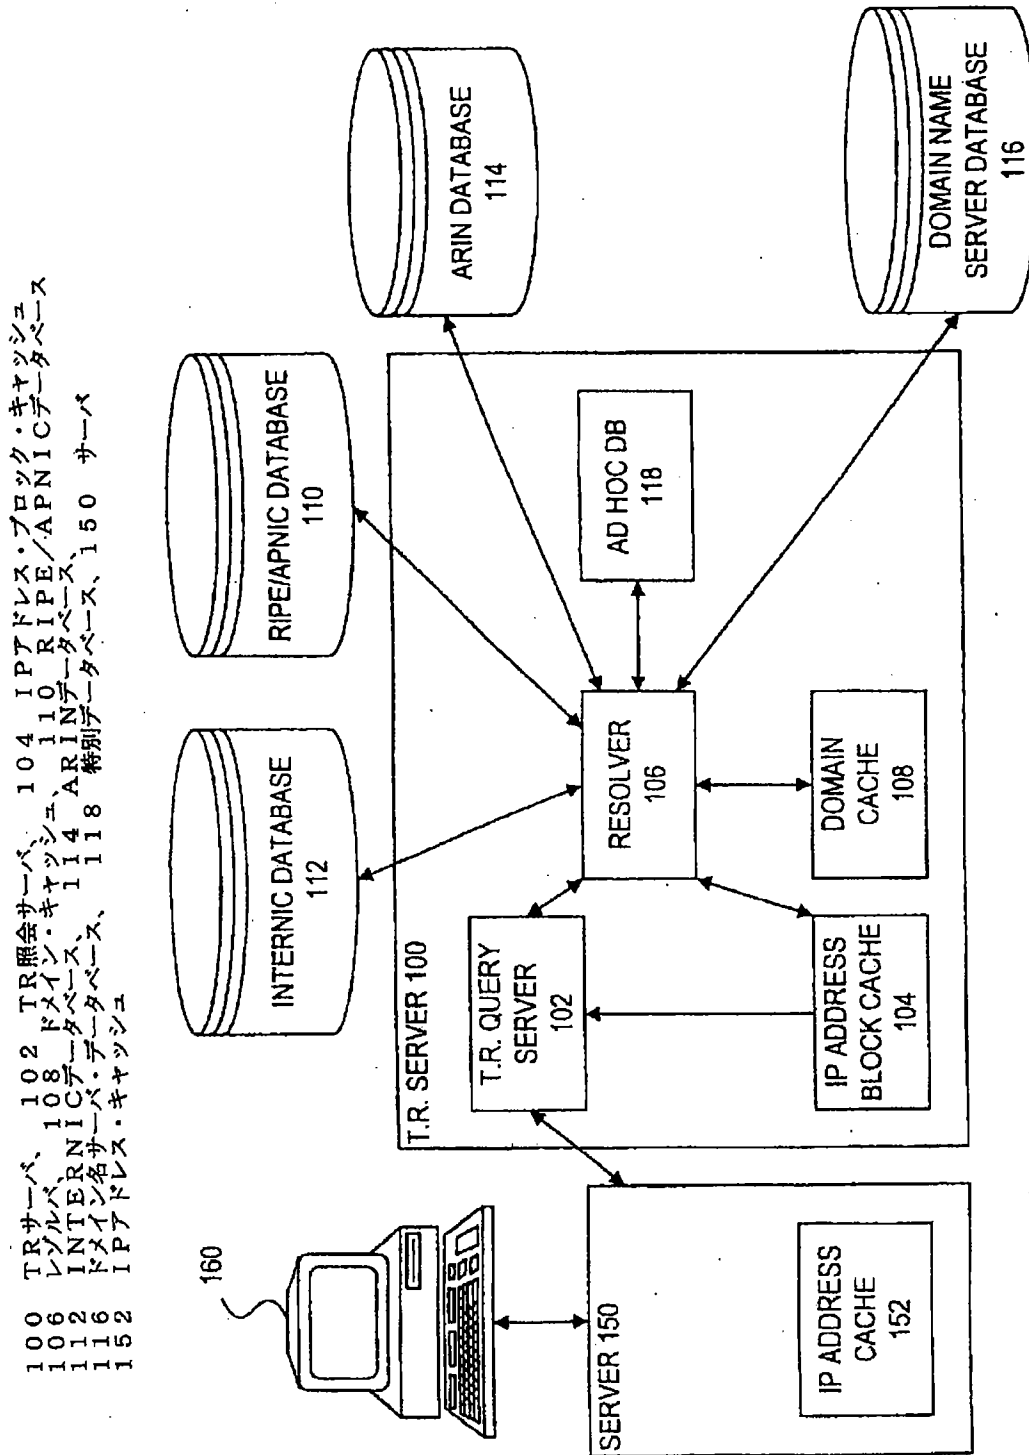 100 TRサーバ、 102 TR照会サーバ、 104 IPアドレス・ブロック・キャッシュ
106 レゾルバ、 108 ドメイン・キャッシュ、 110 RIPE/APNICデータベース
112 INTERNICデータベース、 114 ARINデータベース、
116 ドメイン名サーバ・データベース、 118 特別データベース、150 サーバ
152 IPアドレス・キャッシュ
INTERNIC DATABASE
112
RIPE/APNIC DATABASE
110
ARIN DATABASE
114
DOMAIN NAME
SERVER DATABASE
116
160
T.R. SERVER 100
T.R. QUERY
SERVER
102
RESOLVER
106
AD HOC DB
118
IP ADDRESS
BLOCK CACHE
104
DOMAIN
CACHE
108
SERVER 150
IP ADDRESS
CACHE
152